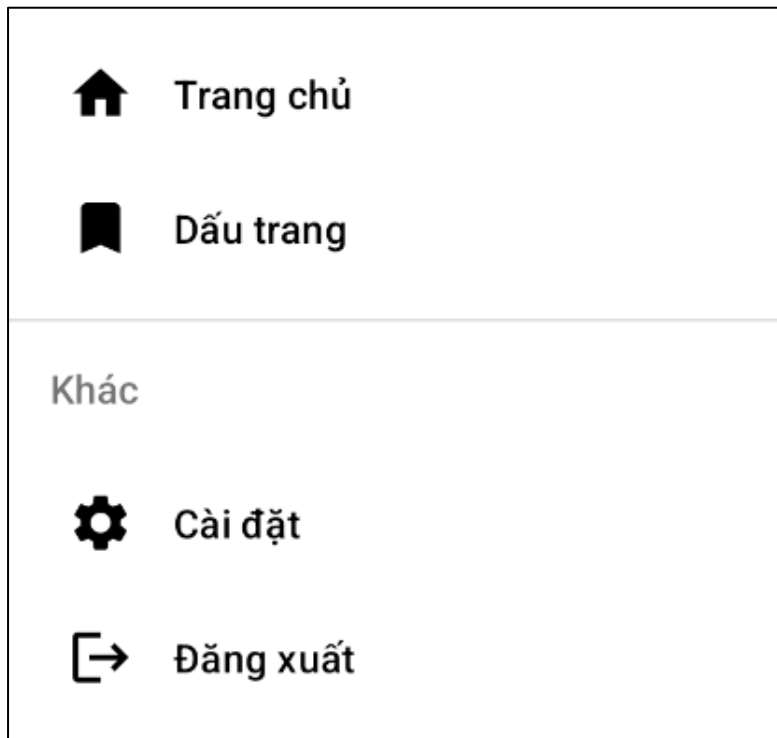 Trang chủ
Dấu trang
Khác
Cài đặt
Đăng xuất